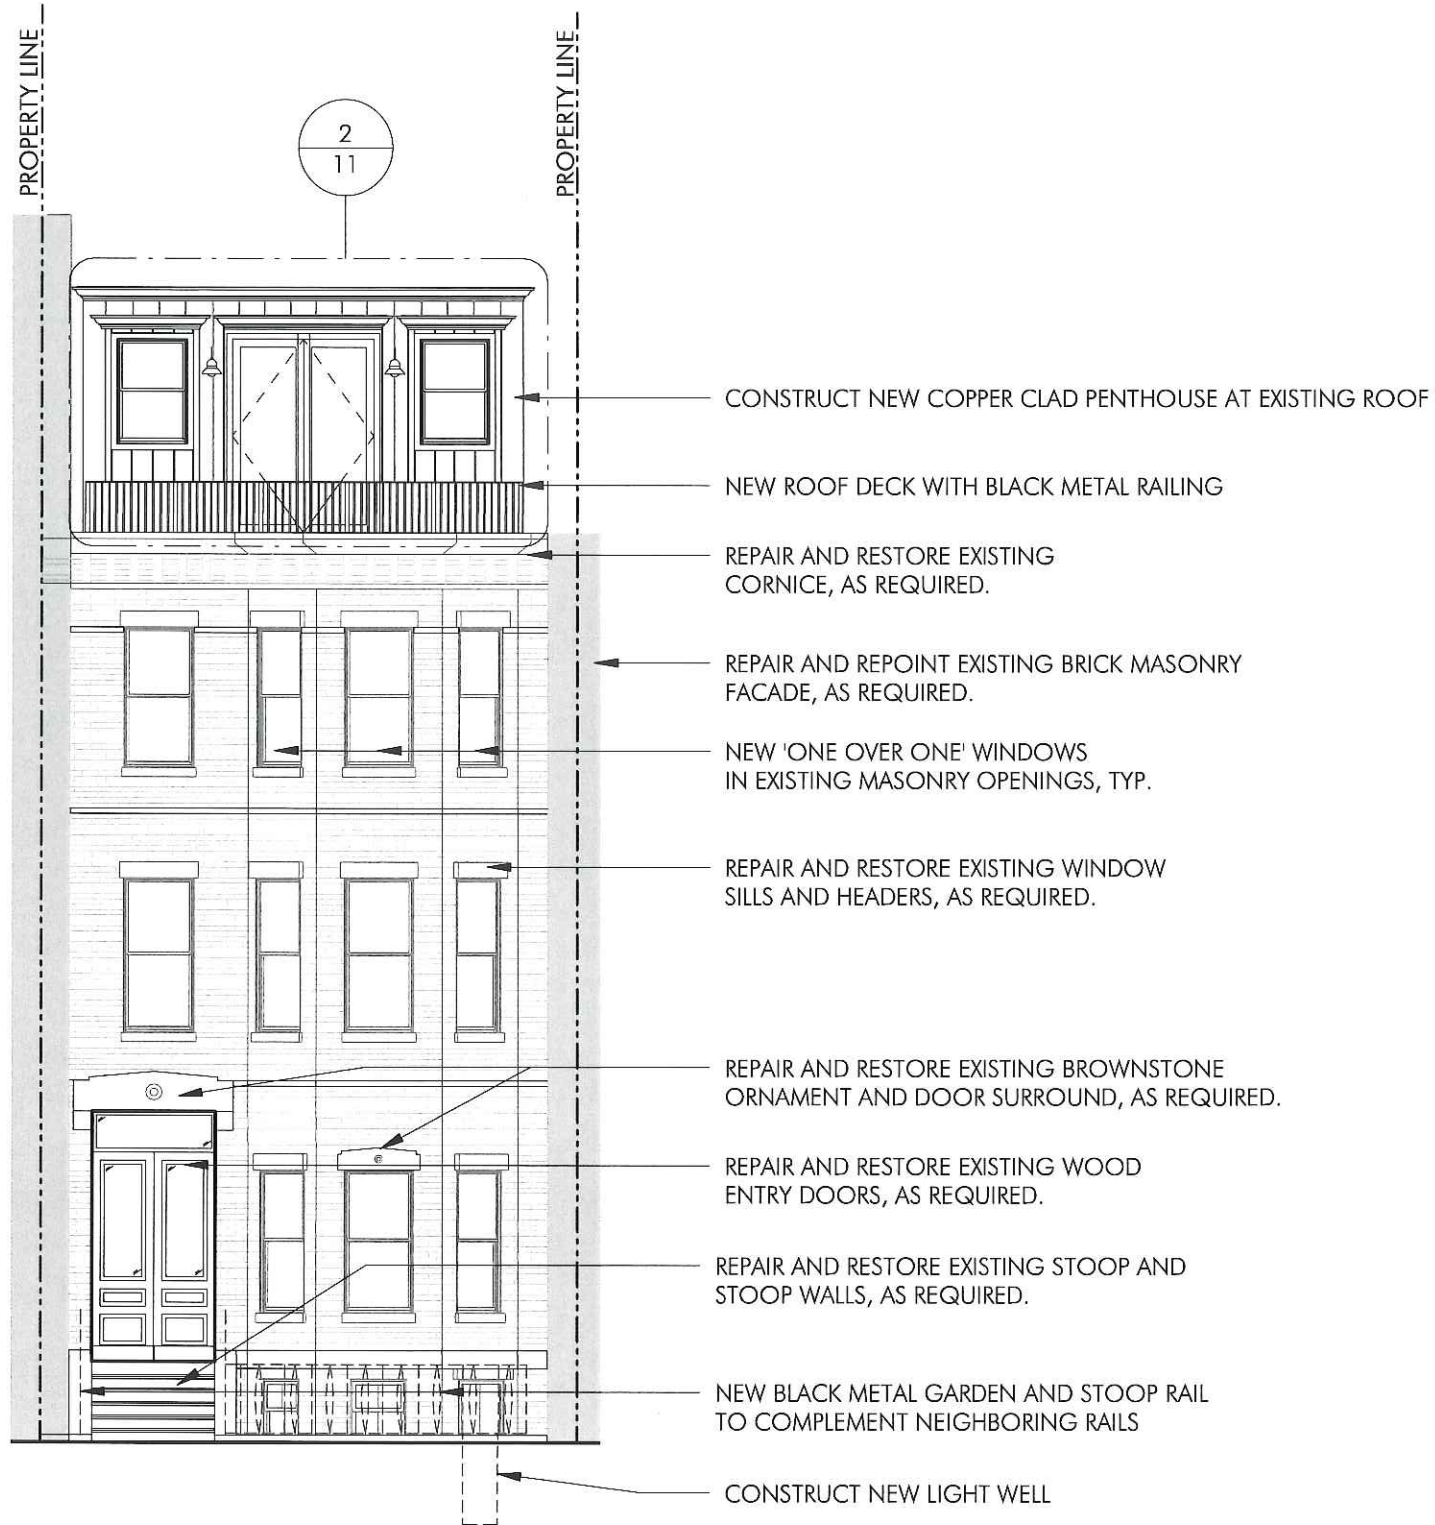 PROPERTY LINE
PROPERTY LINE
2
11
CONSTRUCT NEW COPPER CLAD PENTHOUSE AT EXISTING ROOF
NEW ROOF DECK WITH BLACK METAL RAILING
REPAIR AND RESTORE EXISTING
CORNICE, AS REQUIRED.
REPAIR AND REPOINT EXISTING BRICK MASONRY
FACADE, AS REQUIRED.
NEW 'ONE OVER ONE' WINDOWS
IN EXISTING MASONRY OPENINGS, TYP.
REPAIR AND RESTORE EXISTING WINDOW
SILLS AND HEADERS, AS REQUIRED.
REPAIR AND RESTORE EXISTING BROWNSTONE
ORNAMENT AND DOOR SURROUND, AS REQUIRED.
REPAIR AND RESTORE EXISTING WOOD
ENTRY DOORS, AS REQUIRED.
REPAIR AND RESTORE EXISTING STOOP AND
STOOP WALLS, AS REQUIRED.
NEW BLACK METAL GARDEN AND STOOP RAIL
TO COMPLEMENT NEIGHBORING RAILS
CONSTRUCT NEW LIGHT WELL